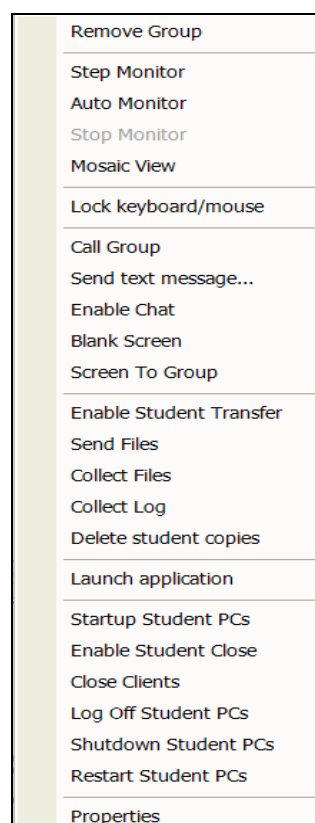 Remove Group
Step Monitor
Auto Monitor
Stop Monitor
Mosaic View
Lock keyboard/mouse
Call Group
Send text message...
Enable Chat
Blank Screen
Screen To Group
Enable Student Transfer
Send Files
Collect Files
Collect Log
Delete student copies
Launch application
Startup Student PCs
Enable Student Close
Close Clients
Log Off Student PCs
Shutdown Student PCs
Restart Student PCs
Properties